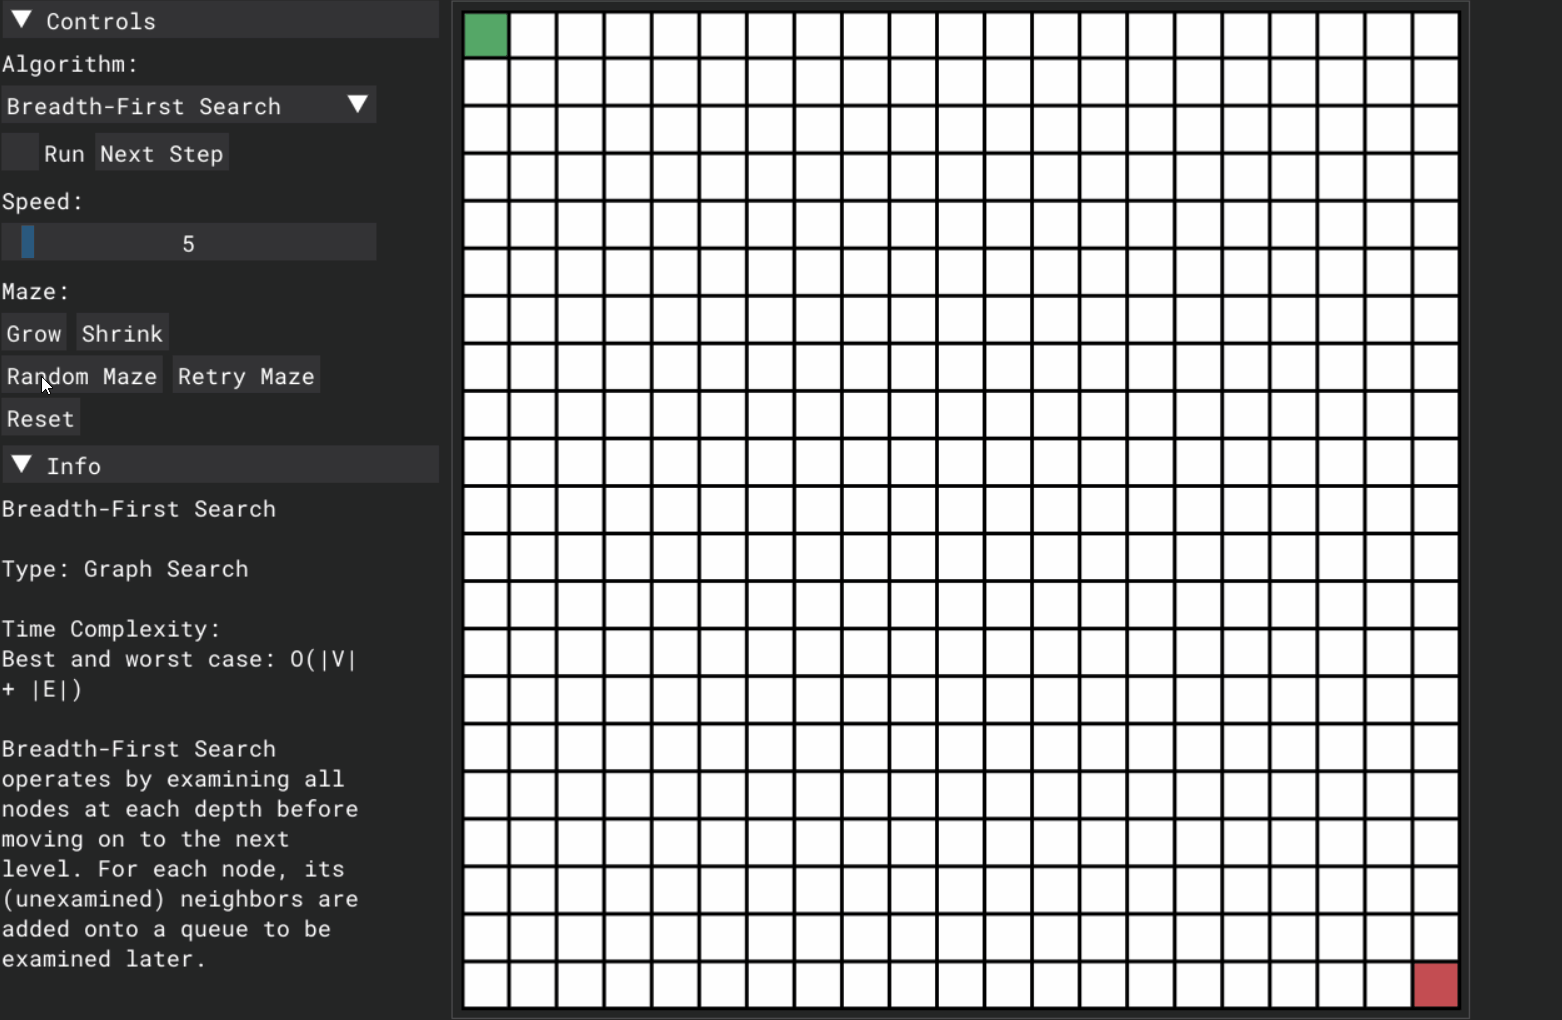 Controls
Algorithm:
Breadth-First Search
Run Next Step
Speed:
5
Maze:
Grow Shrink
Random Maze Retry Maze
Reset
Info
Breadth-First Search
Type: Graph Search
Time Complexity:
Best and worst case: O(|V|
+ |E|)
Breadth-First Search
operates by examining all
nodes at each depth before
moving on to the next
level. For each node, its
(unexamined) neighbors are
added onto a queue to be
examined later.